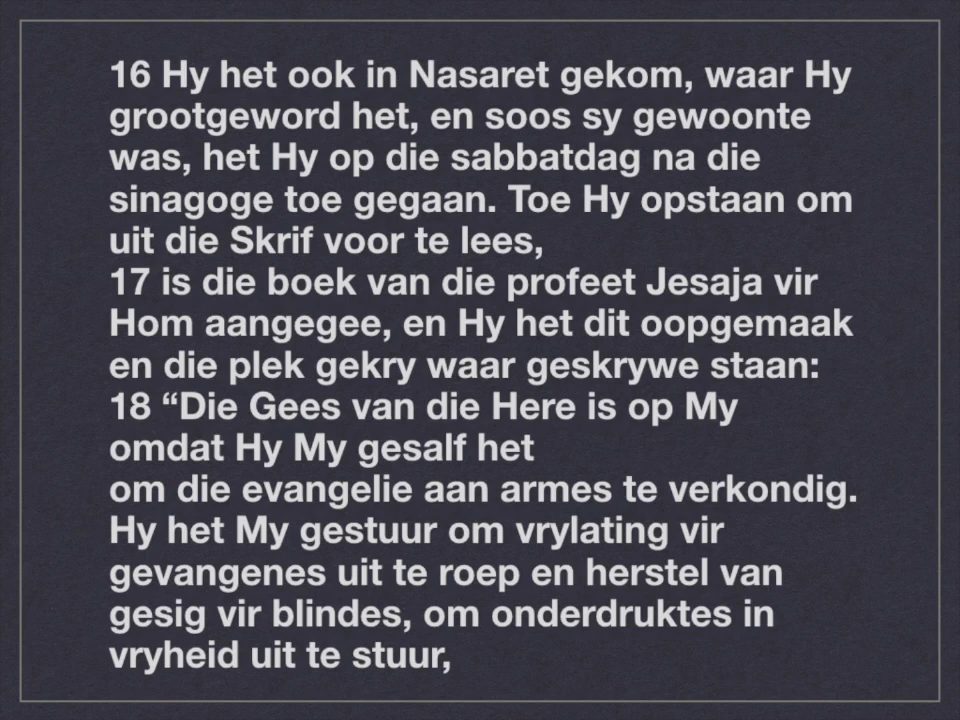 16 Hy het ook in Nasaret gekom, waar Hy
grootgeword het, en soos sy gewoonte
was, het Hy op die sabbatdag na die
sinagoge toe gegaan. Toe Hy opstaan om
uit die Skrif voor te lees,
17 is die boek van die profeet Jesaja vir
Hom aangegee, en Hy het dit oopgemaak
en die plek gekry waar geskrywe staan:
18 “Die Gees van die Here is op My
omdat Hy My gesalf het
om die evangelie aan armes te verkondig.
Hy het My gestuur om vrylating vir
gevangenes uit te roep en herstel van
gesig vir blindes, om onderdruktes in
vryheid uit te stuur,